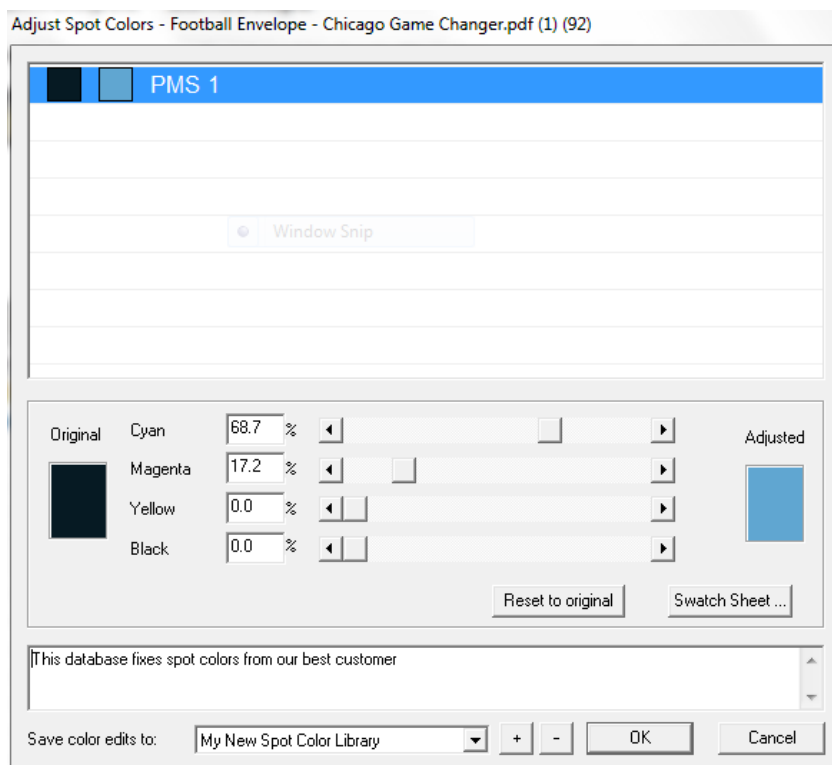 Adjust Spot Colors - Football Envelope - Chicago Game Changer.pdf (1) (92)
PMS 1
Window Snip
Original
Cyan 68.7 %
Adjusted
Magenta 17.2 %
Yellow 0.0 %
Black 0.0 %
Reset to original Swatch Sheet ...
This database fixes spot colors from our best customer
Save color edits to: My New Spot Color Library + - OK Cancel